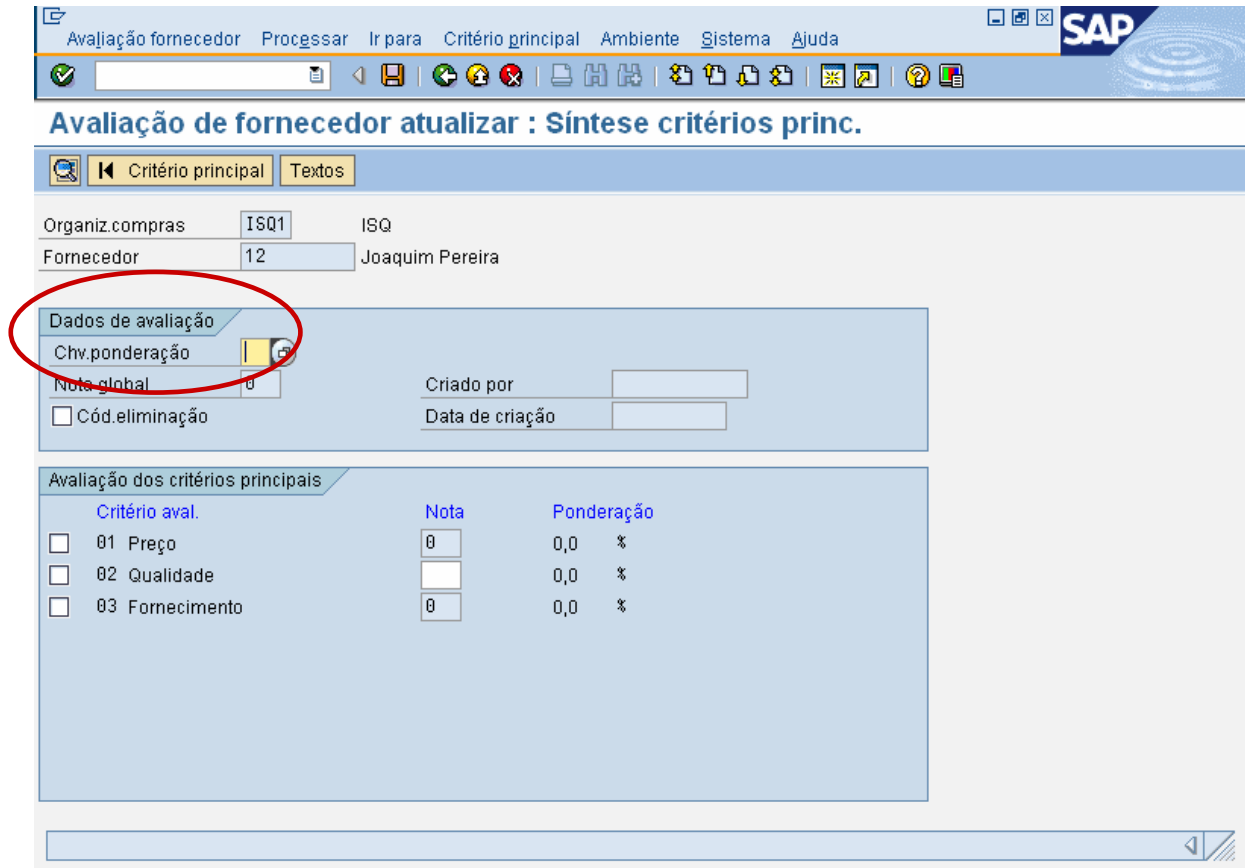 Avaliação fornecedor Processar Ir para Critério principal Ambiente Sistema Ajuda
SAP
Avaliação de fornecedor atualizar : Síntese critérios princ.
Critério principal Textos
Organiz.compras ISQ1 ISQ
Fornecedor 12 Joaquim Pereira
Dados de avaliação
Chv.ponderação
Nota global 0 Criado por
Cód.eliminação Data de criação
Avaliação dos critérios principais
Critério aval. Nota Ponderação
01 Preço 0 0,0 %
02 Qualidade 0,0 %
03 Fornecimento 0 0,0 %